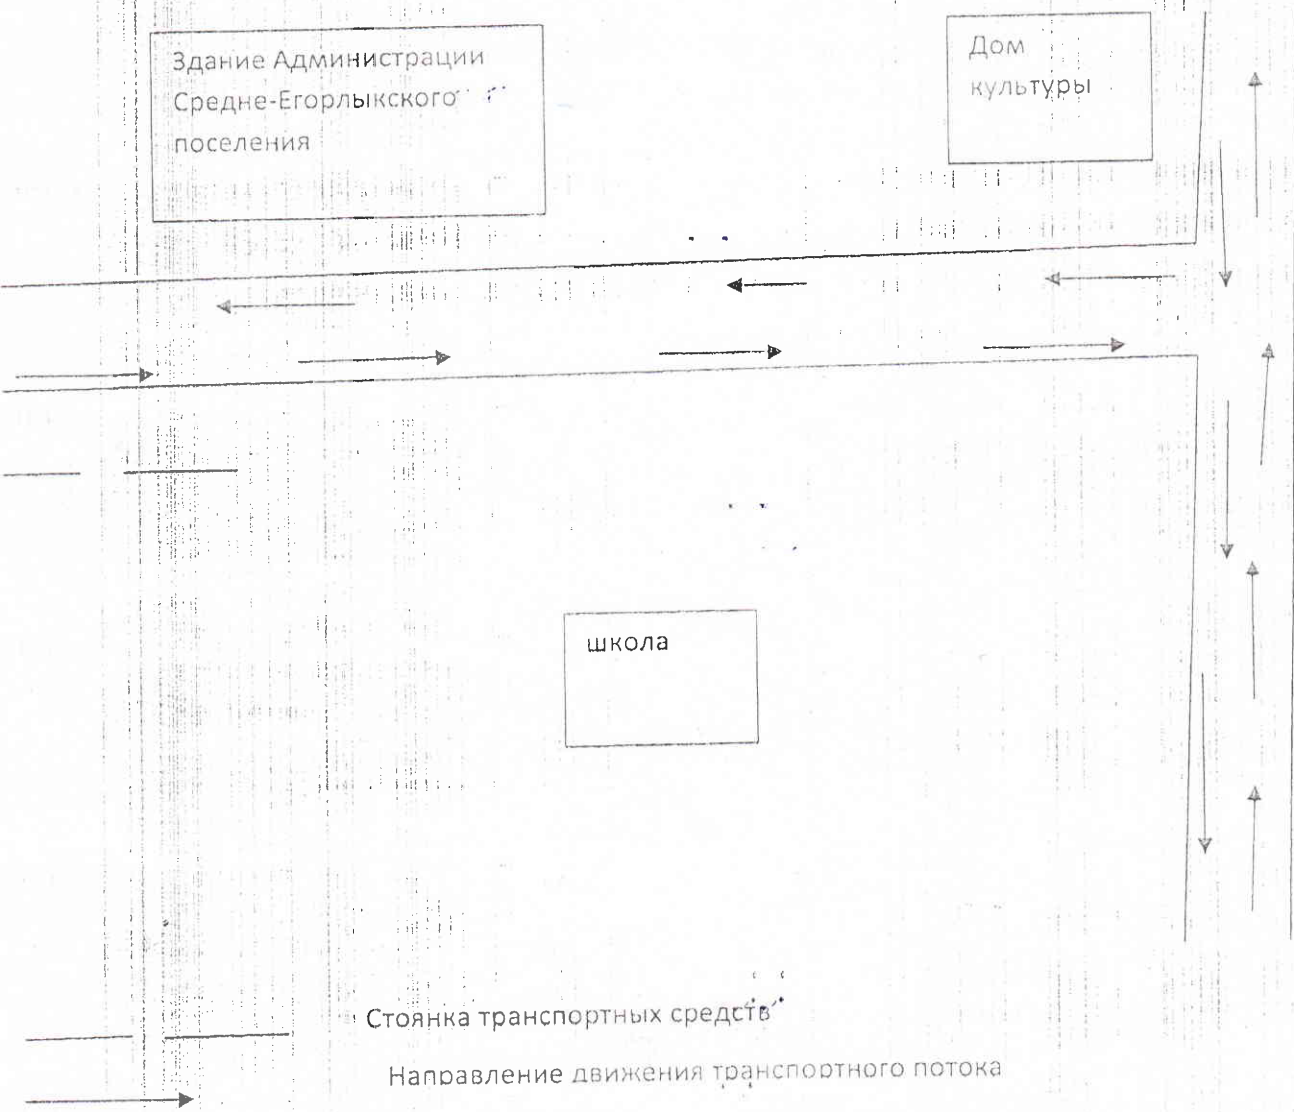 Здание Администрации
Средне-Егорлыкского
поселения
Дом
культуры
школа
Стоянка транспортных средств
Направление движения транспортного потока